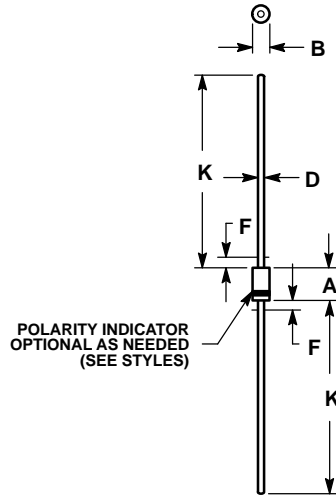 B
K
D
F
A
POLARITY INDICATOR
OPTIONAL AS NEEDED
(SEE STYLES)
F
K